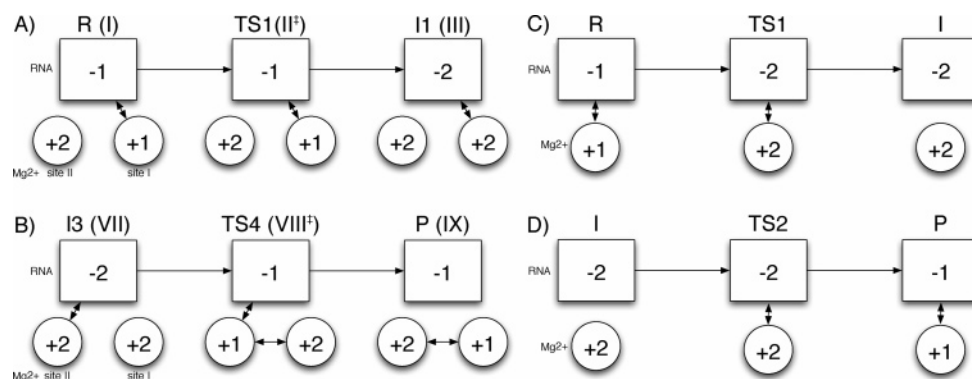 A) R (I) TS1(II‡) I1 (III)
RNA -1 -1 -2
+2 +1 +2 +1 +2 +2
Mg2+ site II site I
B) I3 (VII) TS4 (VIII‡) P (IX)
RNA -2 -1 -1
+2 +2 +1 +2 +2 +1
Mg2+ site II site I
C) R TS1 I
RNA -1 -2 -2
Mg2+ +1 +2 +2
D) I TS2 P
RNA -2 -2 -1
Mg2+ +2 +2 +1